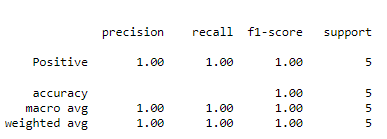 precision recall f1-score support
Positive 1.00 1.00 1.00 5
accuracy 1.00 5
macro avg 1.00 1.00 1.00 5
weighted avg 1.00 1.00 1.00 5